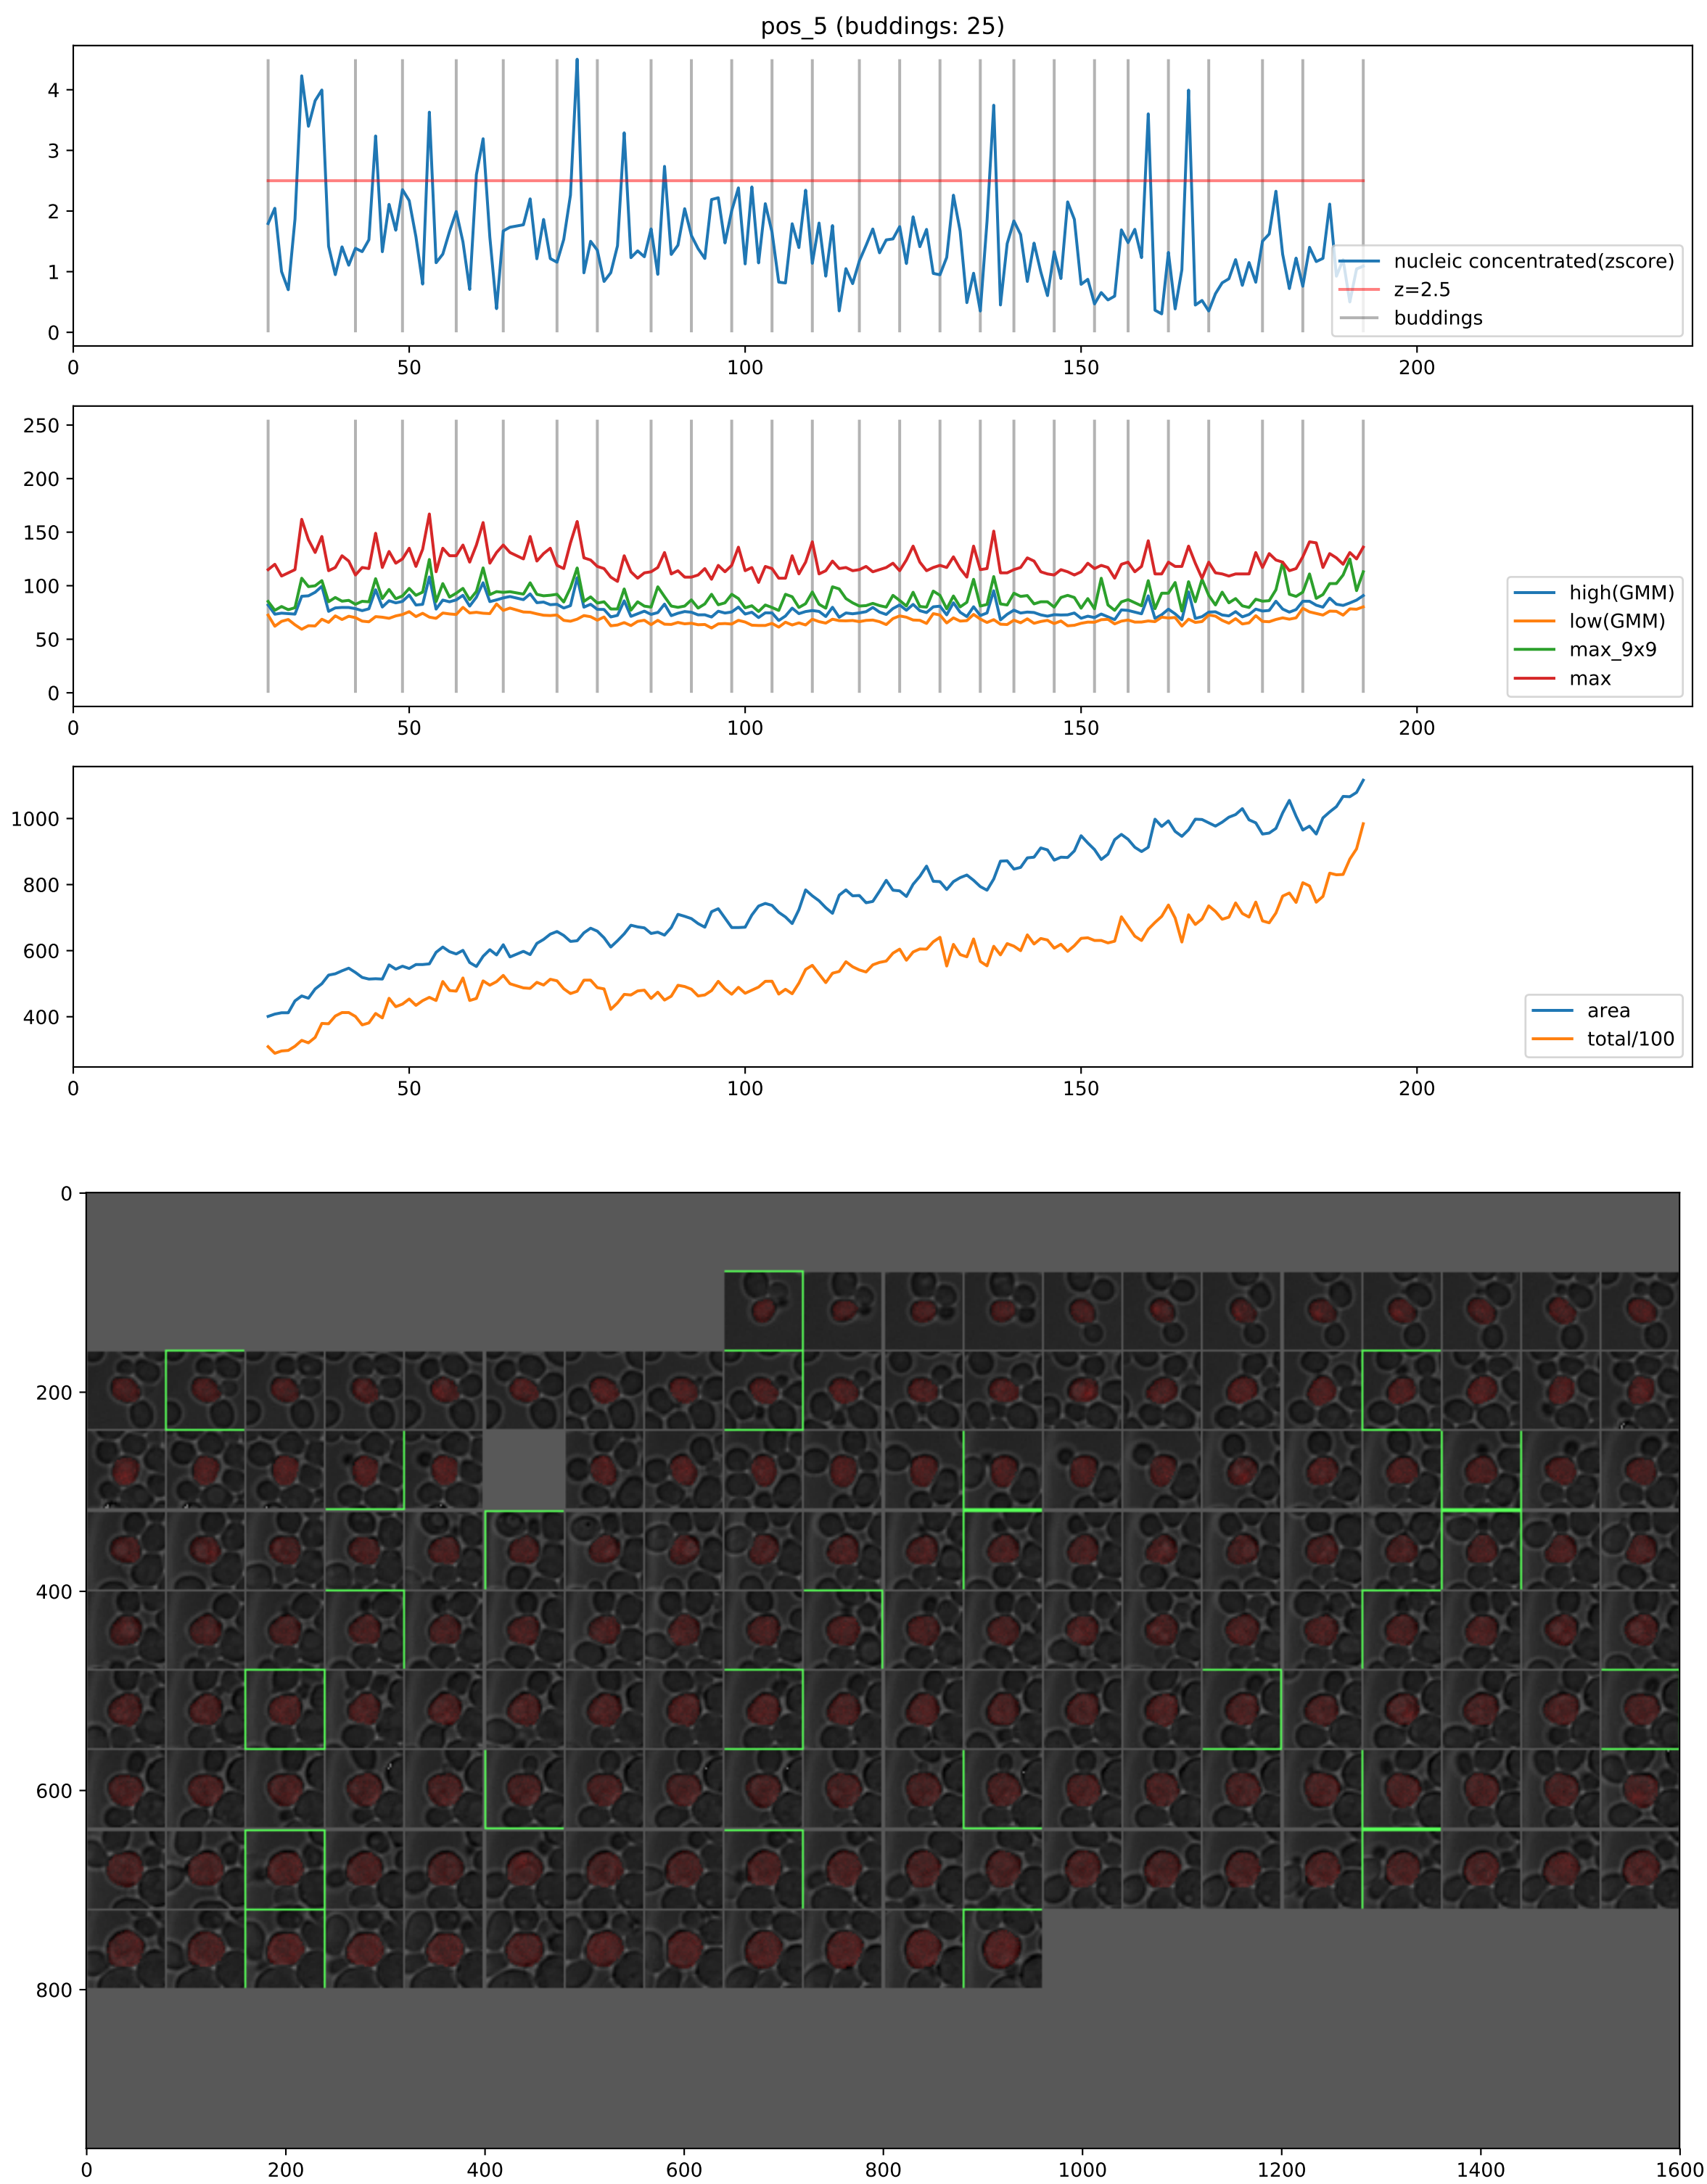 pos_5 (buddings: 25)
4
3
2
1
0
nucleic concentrated(zscore)
z=2.5
buddings
0 50 100 150 200
250
200
150
100
50
0
high(GMM)
low(GMM)
max_9x9
max
0 50 100 150 200
1000
800
600
400
area
total/100
0 50 100 150 200
0
200
400
600
800
0 200 400 600 800 1000 1200 1400 1600